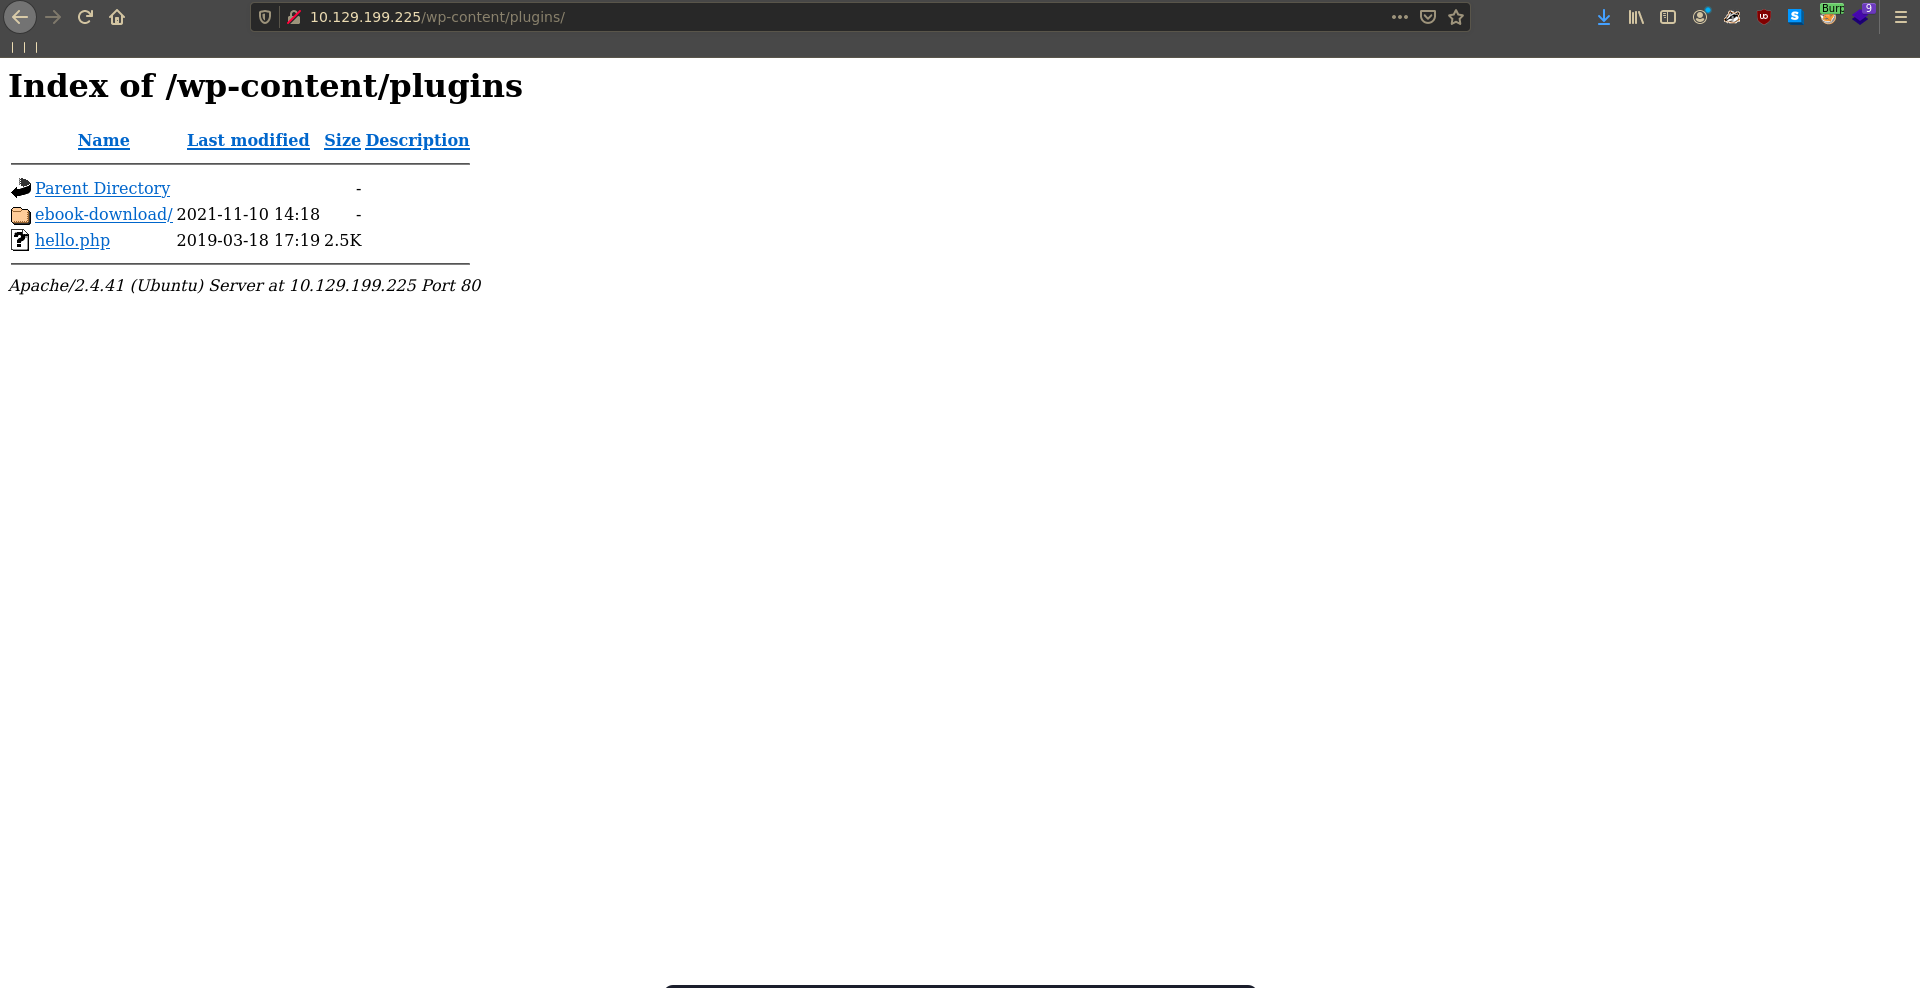 10.129.199.225/wp-content/plugins/
Burp
9
Index of /wp-content/plugins
Name Last modified Size Description
Parent Directory -
ebook-download/ 2021-11-10 14:18 -
hello.php 2019-03-18 17:19 2.5K
Apache/2.4.41 (Ubuntu) Server at 10.129.199.225 Port 80